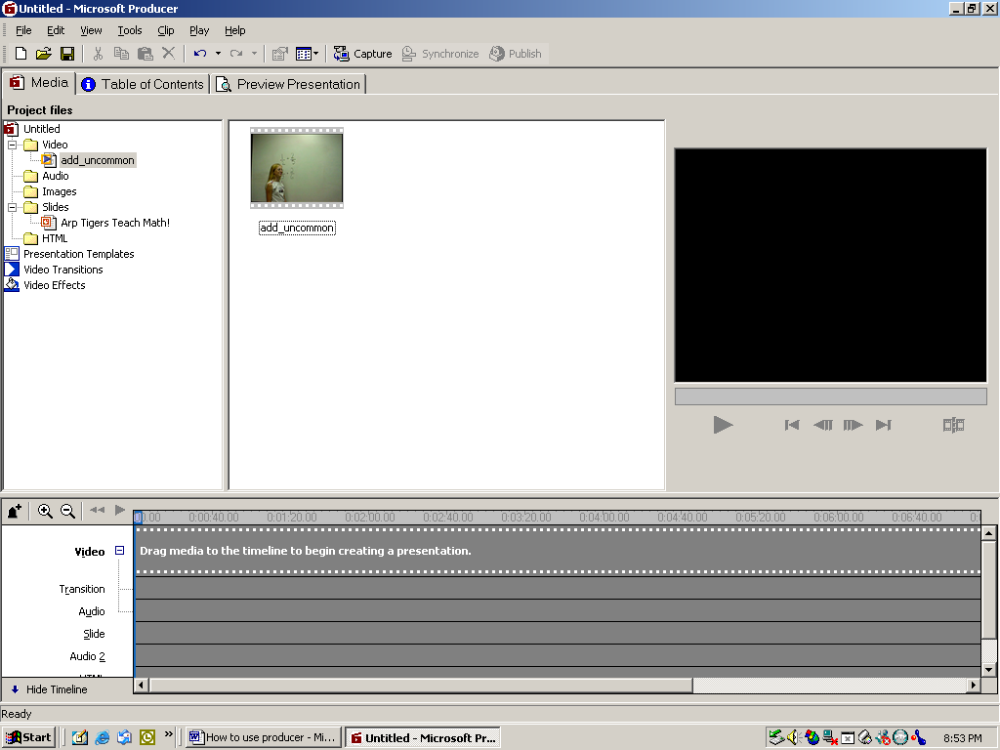 Untitled - Microsoft Producer
File Edit View Tools Clip Play Help
Capture Synchronize Publish
Media Table of Contents Preview Presentation
Project files
Untitled
Video
add_uncommon
Audio
Images
Slides
Arp Tigers Teach Math!
HTML
Presentation Templates
Video Transitions
Video Effects
add_uncommon
0:00:40.00 0:01:20.00 0:02:00.00 0:02:40.00 0:03:20.00 0:04:00.00 0:04:40.00 0:05:20.00 0:06:00.00 0:06:40.00
Video
Drag media to the timeline to begin creating a presentation.
Transition
Audio
Slide
Audio 2
Hide Timeline
Ready
Start
How to use producer - Mi...
Untitled - Microsoft Pr...
8:53 PM